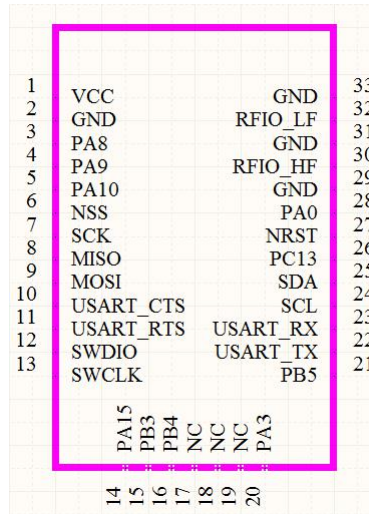 1 VCC GND 33
2 GND RFIO_LF 32
3 PA8 GND 31
4 PA9 RFIO_HF 30
5 PA10 GND 29
6 NSS PA0 28
7 SCK NRST 27
8 MISO PC13 26
9 MOSI SDA 25
10 USART_CTS SCL 24
11 USART_RTS USART_RX 23
12 SWDIO USART_TX 22
13 SWCLK PB5 21
PA15 PB3 PB4 NC NC NC PA3
14 15 16 17 18 19 20